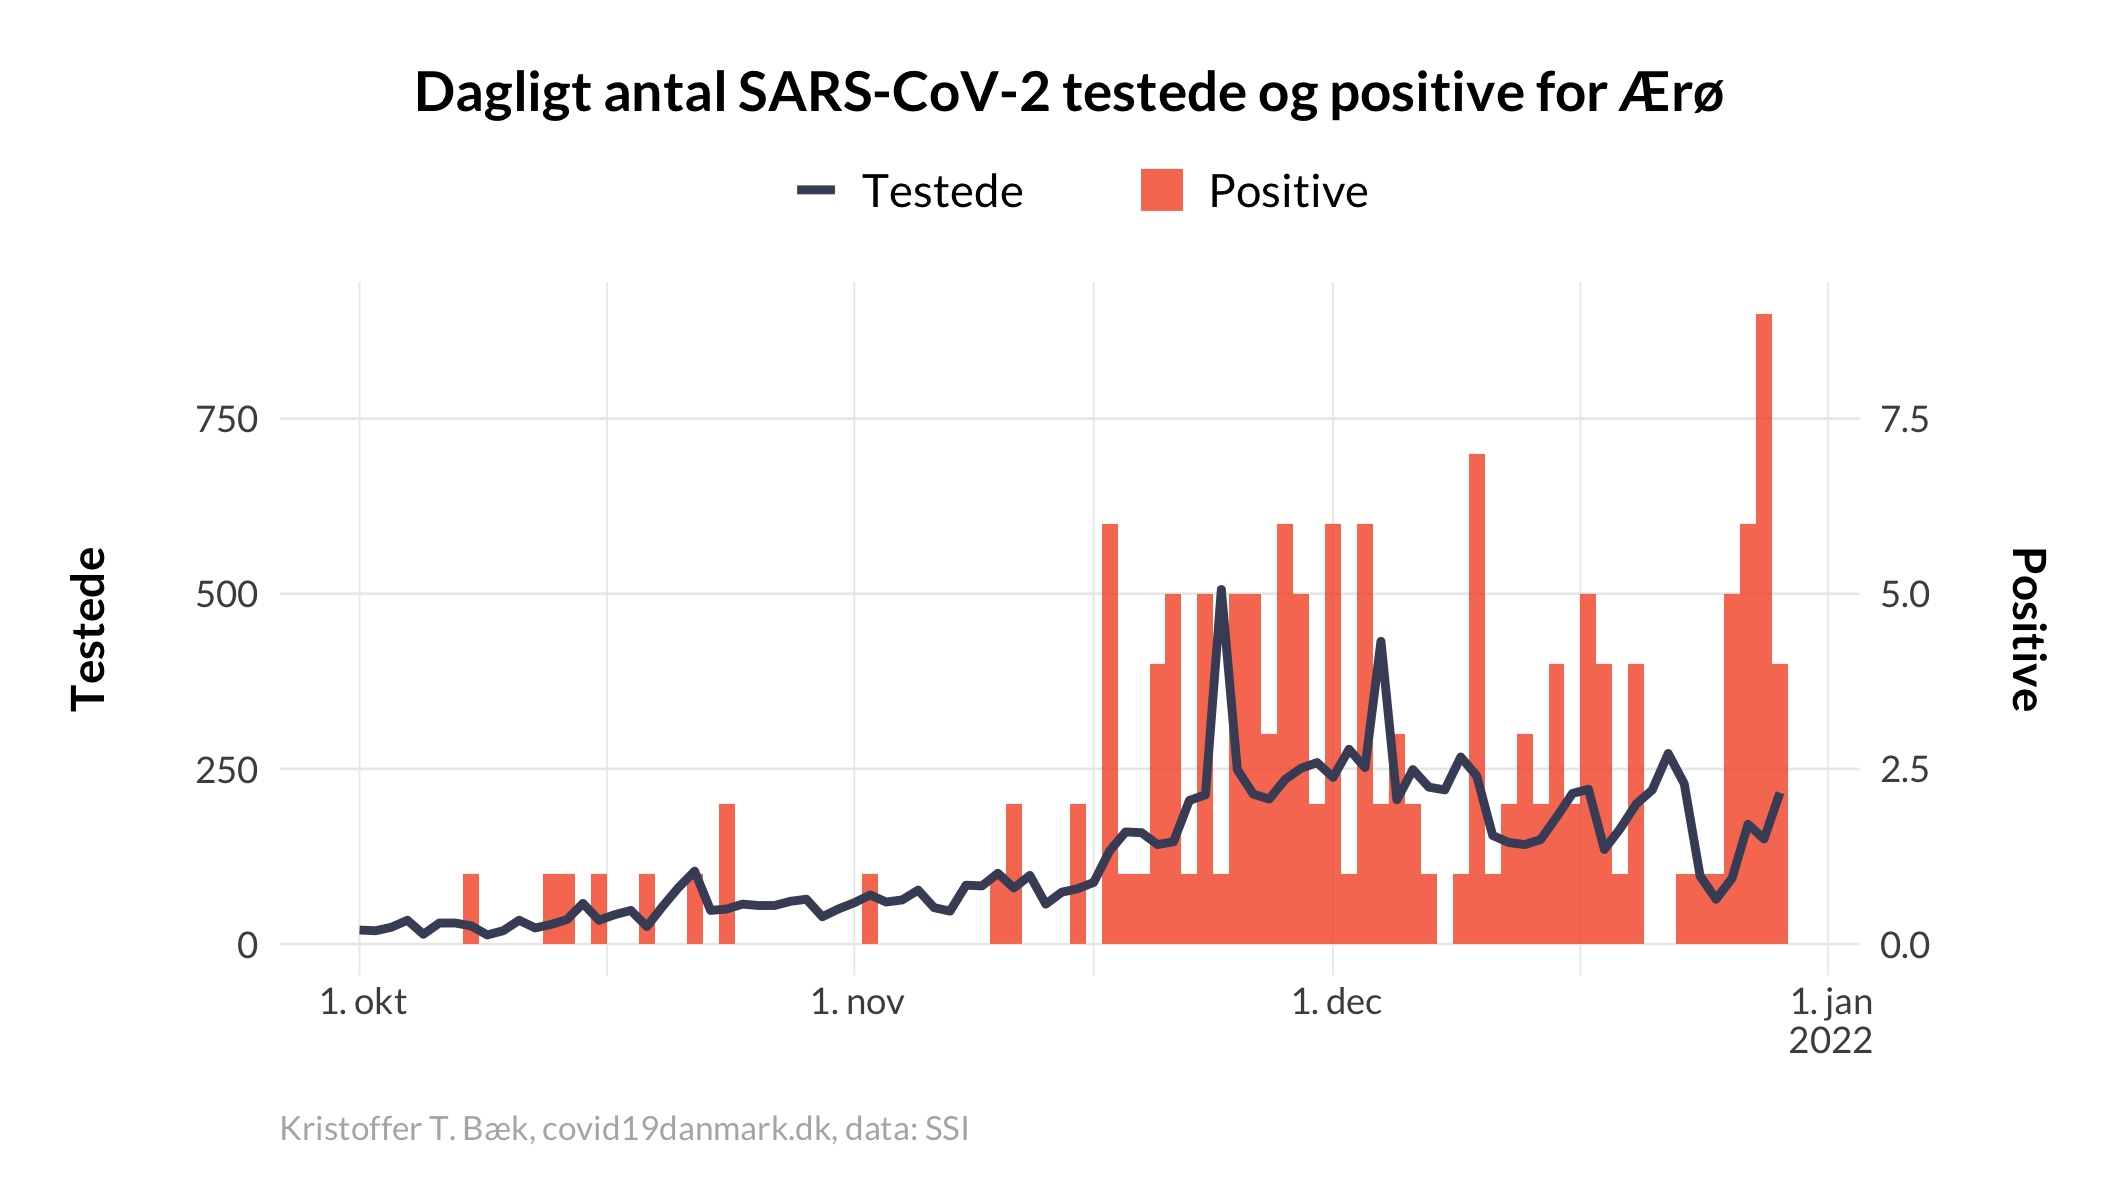 Dagligt antal SARS-CoV-2 testede og positive for Ærø
Testede
Positive
Testede
750
500
250
0
7.5
5.0
2.5
0.0
Positive
1. okt
1. nov
1. dec
1. jan
2022
Kristoffer T. Bæk, covid19danmark.dk, data: SSI